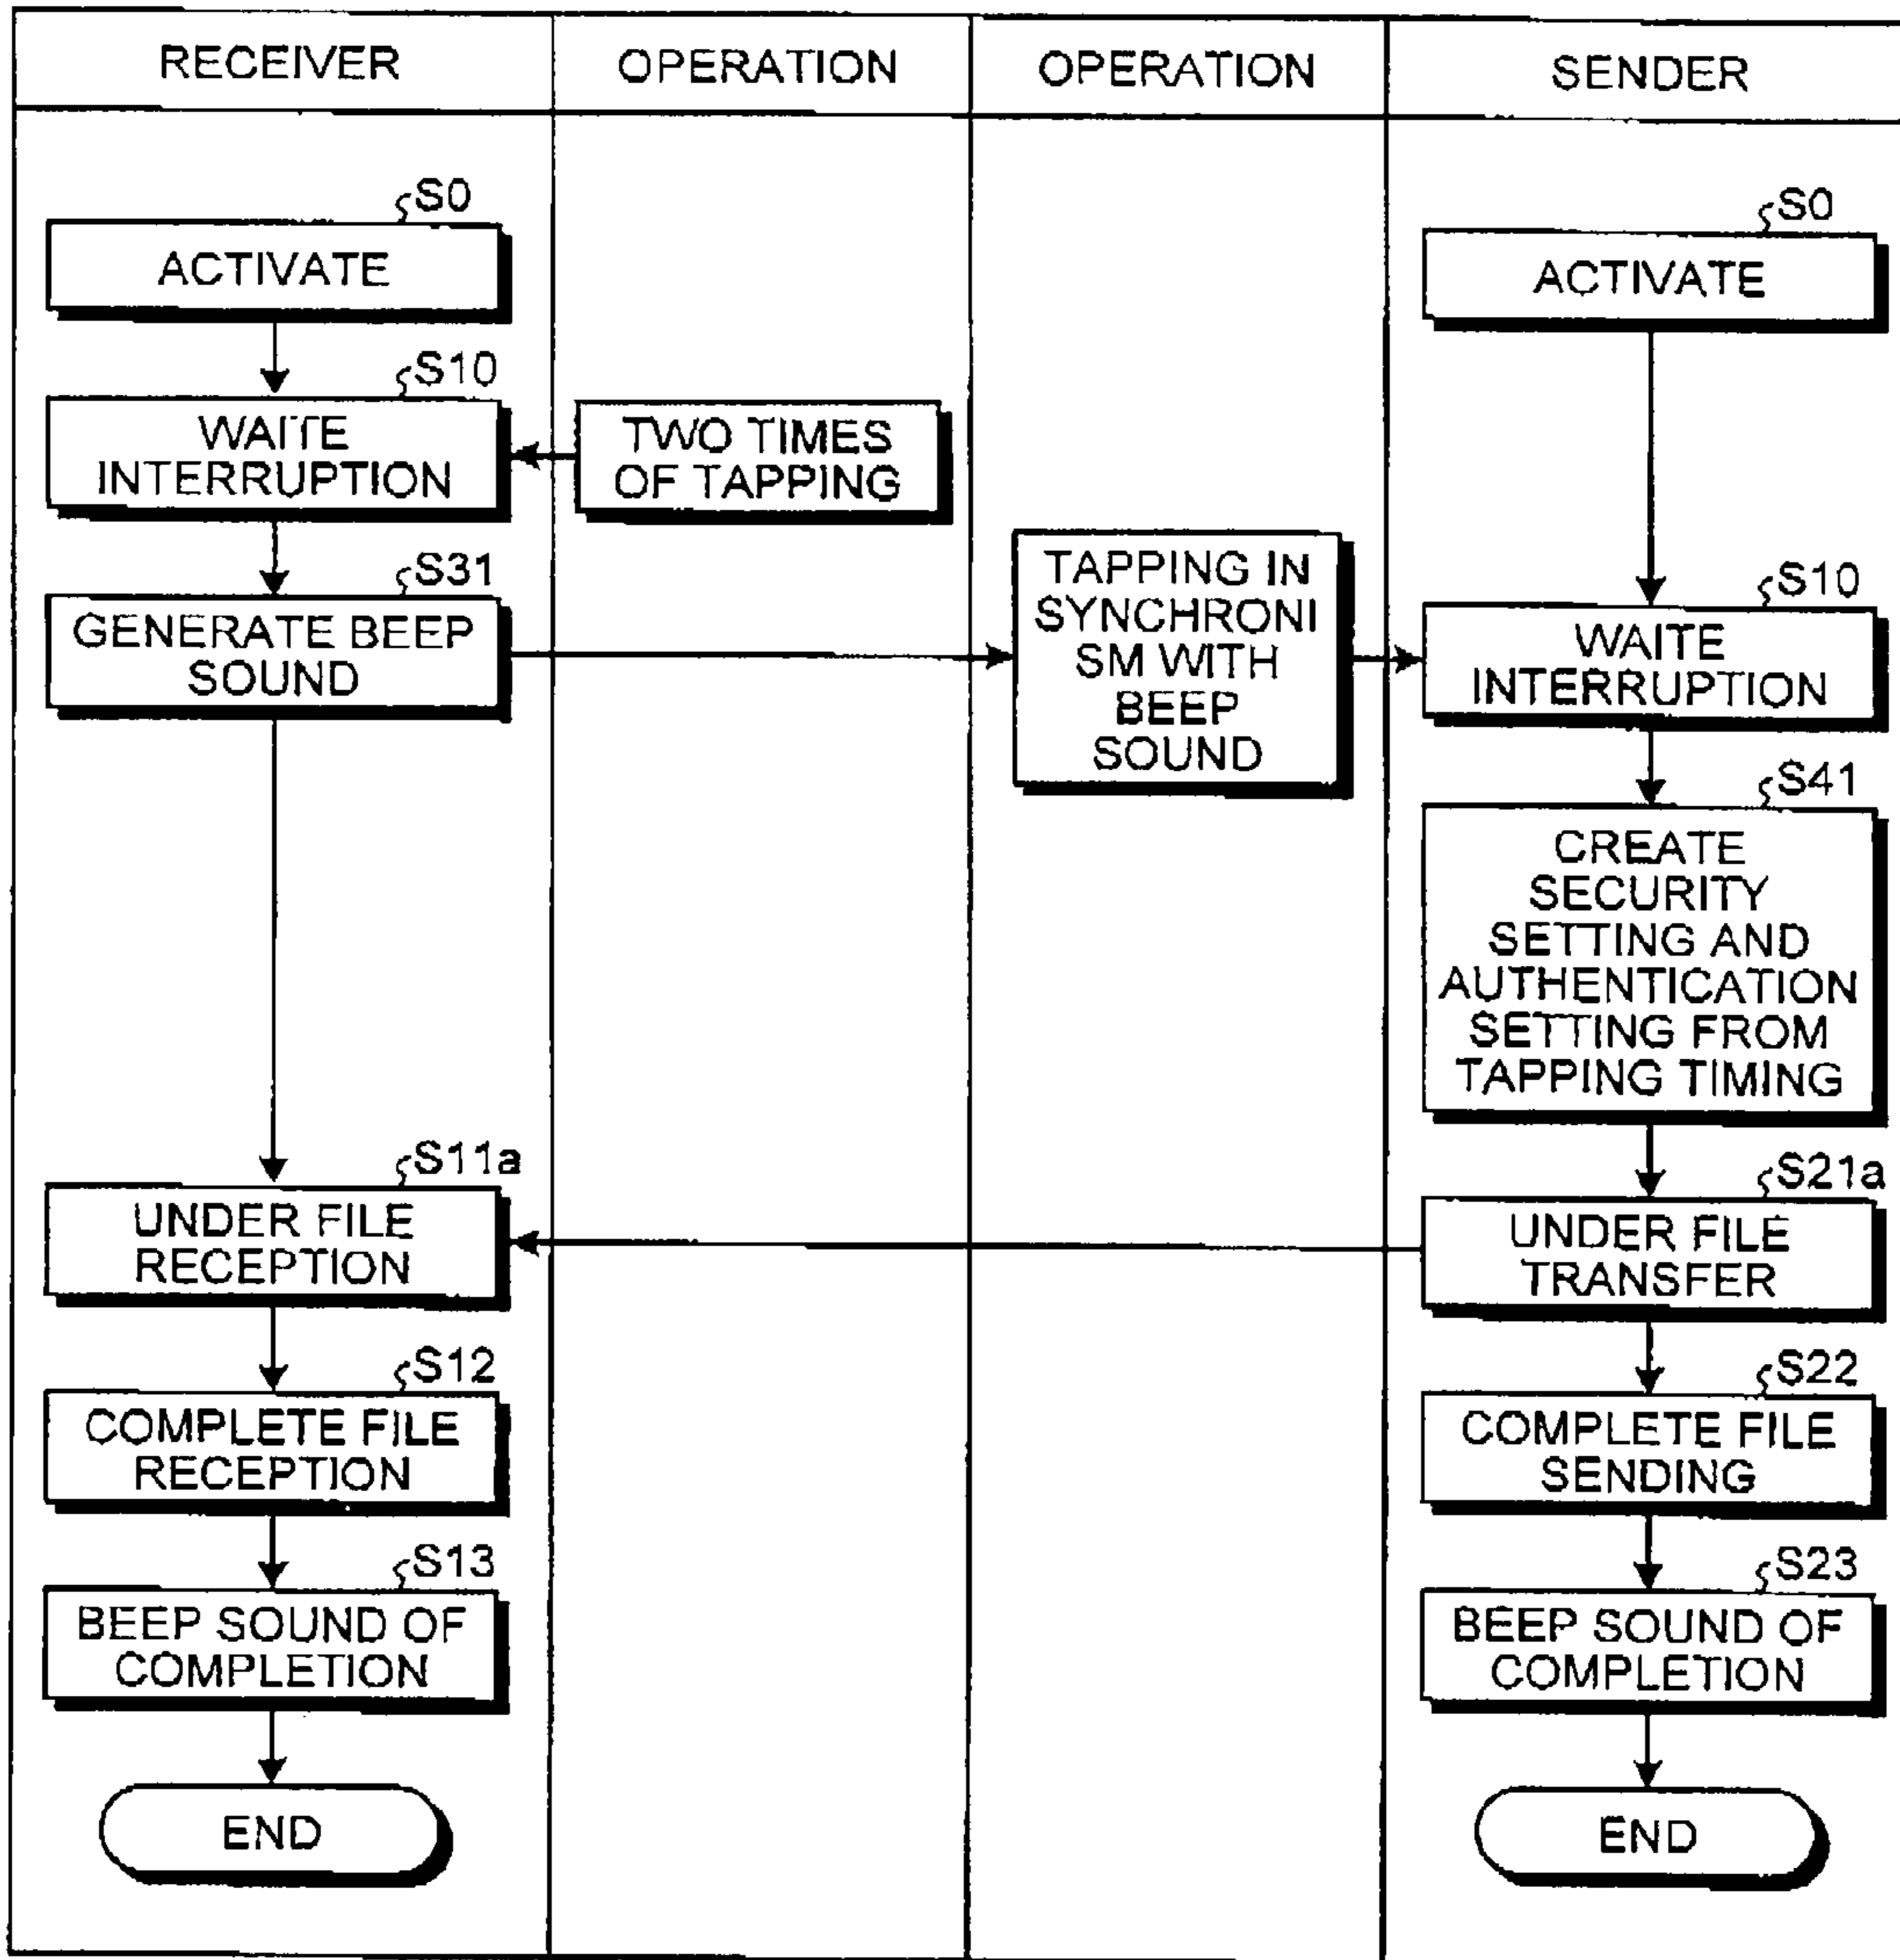 RECEIVER
OPERATION
OPERATION
SENDER
S0
ACTIVATE
S0
ACTIVATE
S10
WAITE
INTERRUPTION
TWO TIMES
OF TAPPING
S31
GENERATE BEEP
SOUND
TAPPING IN
SYNCHRONI
SM WITH
BEEP
SOUND
S10
WAITE
INTERRUPTION
S41
CREATE
SECURITY
SETTING AND
AUTHENTICATION
SETTING FROM
TAPPING TIMING
S11a
UNDER FILE
RECEPTION
S21a
UNDER FILE
TRANSFER
S12
COMPLETE FILE
RECEPTION
S22
COMPLETE FILE
SENDING
S13
BEEP SOUND OF
COMPLETION
S23
BEEP SOUND OF
COMPLETION
END
END